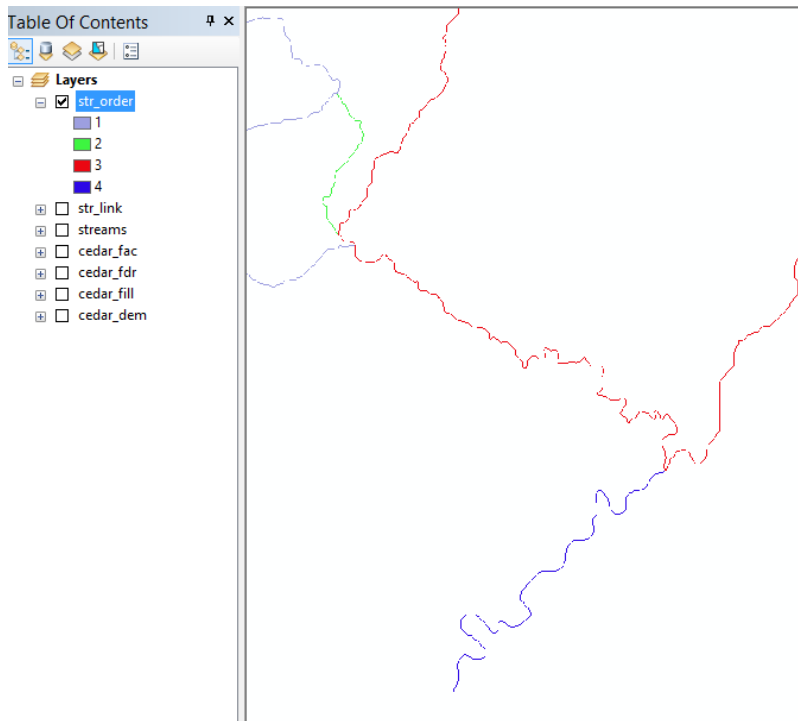 Table Of Contents
Layers
str_order
1
2
3
4
str_link
streams
cedar_fac
cedar_fdr
cedar_fill
cedar_dem